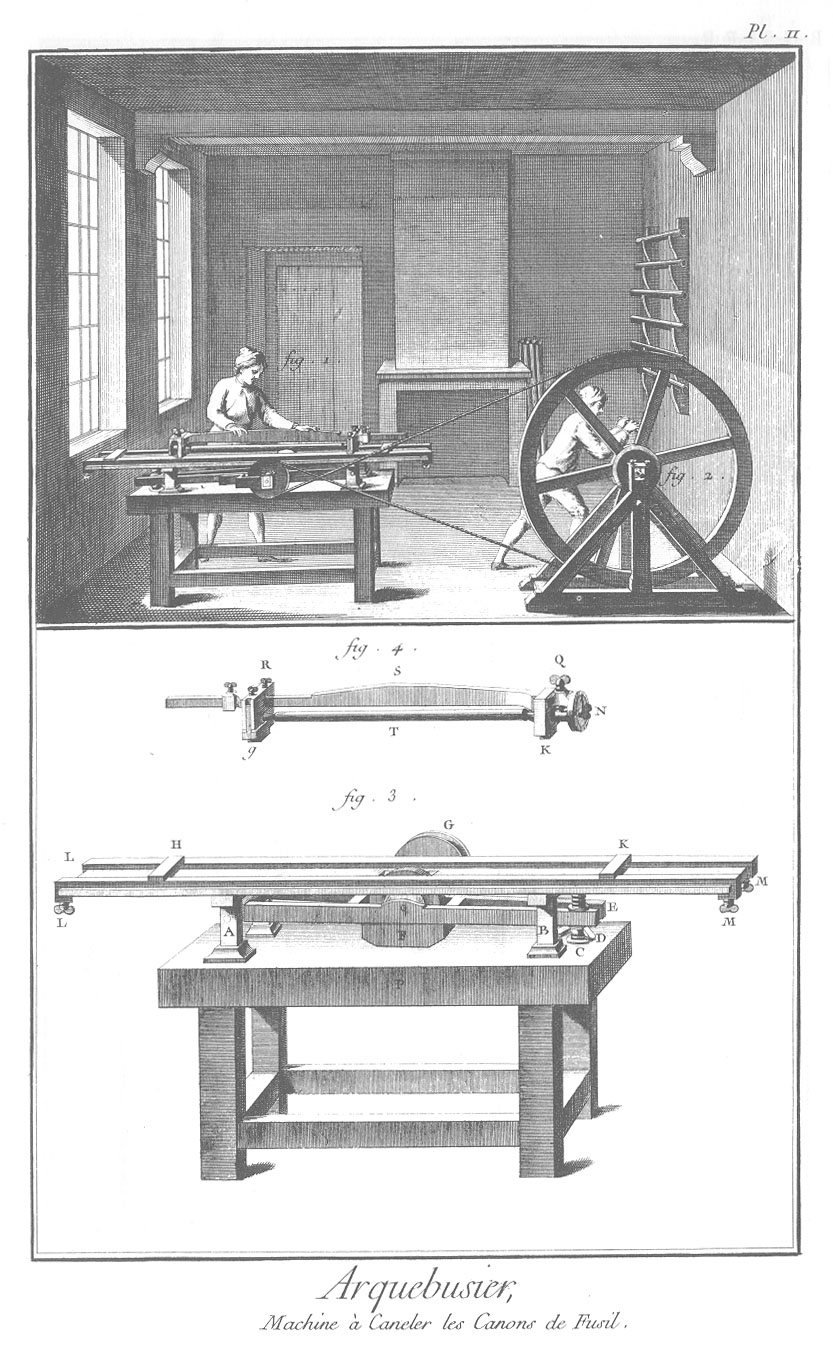 Pl. II.
fig. 1.
fig. 2.
fig. 4.
R
S
Q
N
T
g
K
fig. 3.
G
L
H
K
M
L
A
G
F
B
E
D
C
M
P
Arquebusier,
Machine à Caneler les Canons de Fusil.